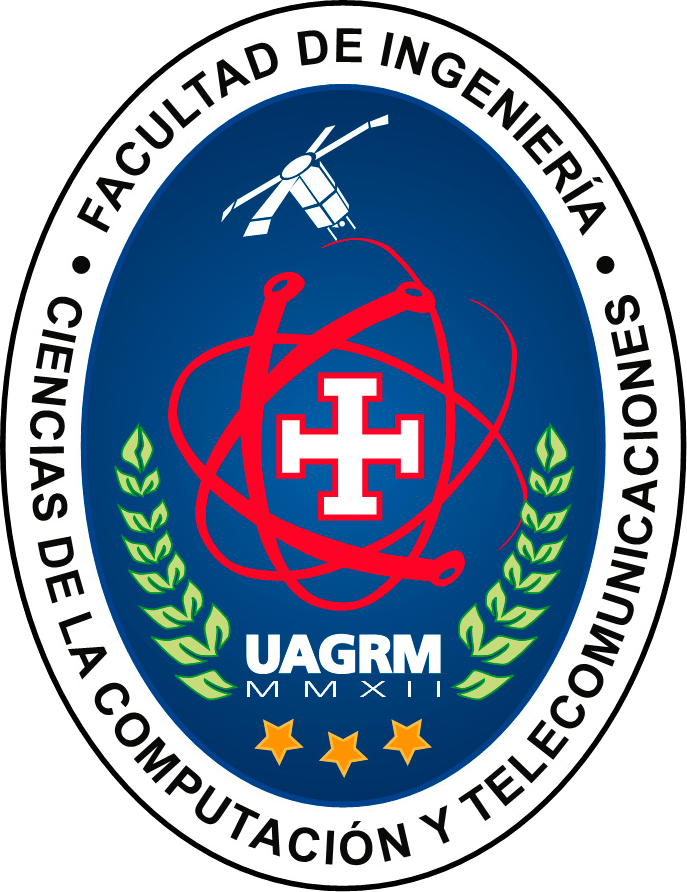 FACULTAD DE INGENIERÍA
CIENCIAS DE LA COMPUTACIÓN Y TELECOMUNICACIONES
UAGRM
MMXII